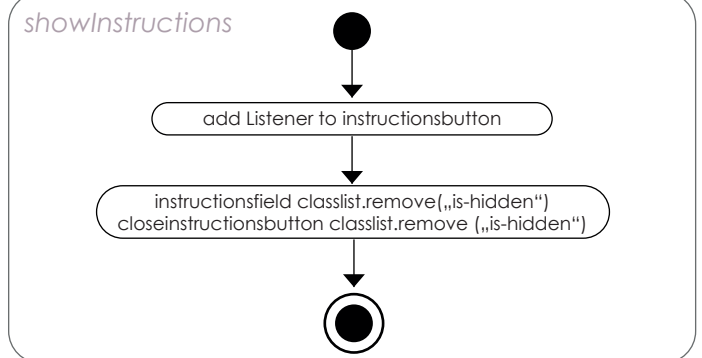 showInstructions
add Listener to instructionsbutton
instructionsfield classlist.remove(„is-hidden“)
closeinstructionsbutton classlist.remove („is-hidden“)